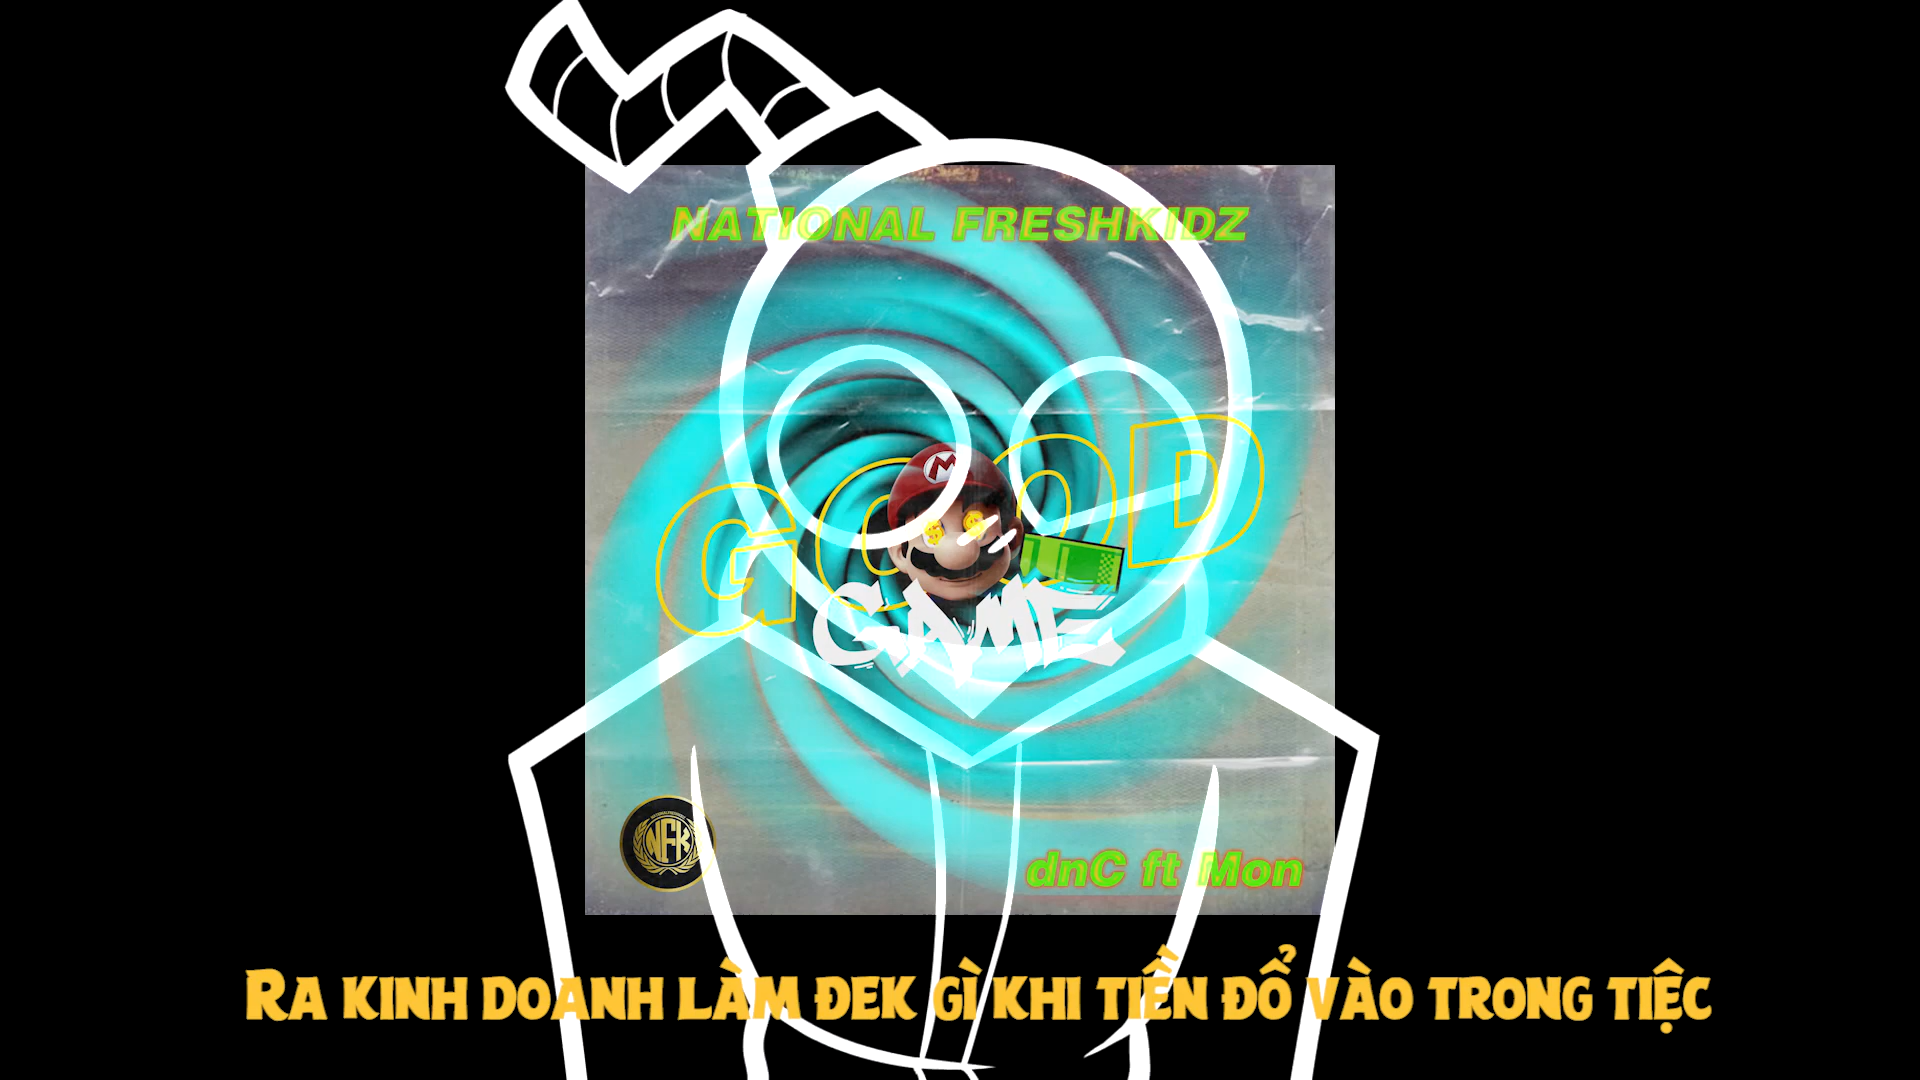 NATIONAL FRESHKIDZ
GOOD
M
GAME
NFK
dnC ft Mon
RA KINH DOANH LÀM ĐEK GÌ KHI TIỀN ĐỔ VÀO TRONG TIỆC